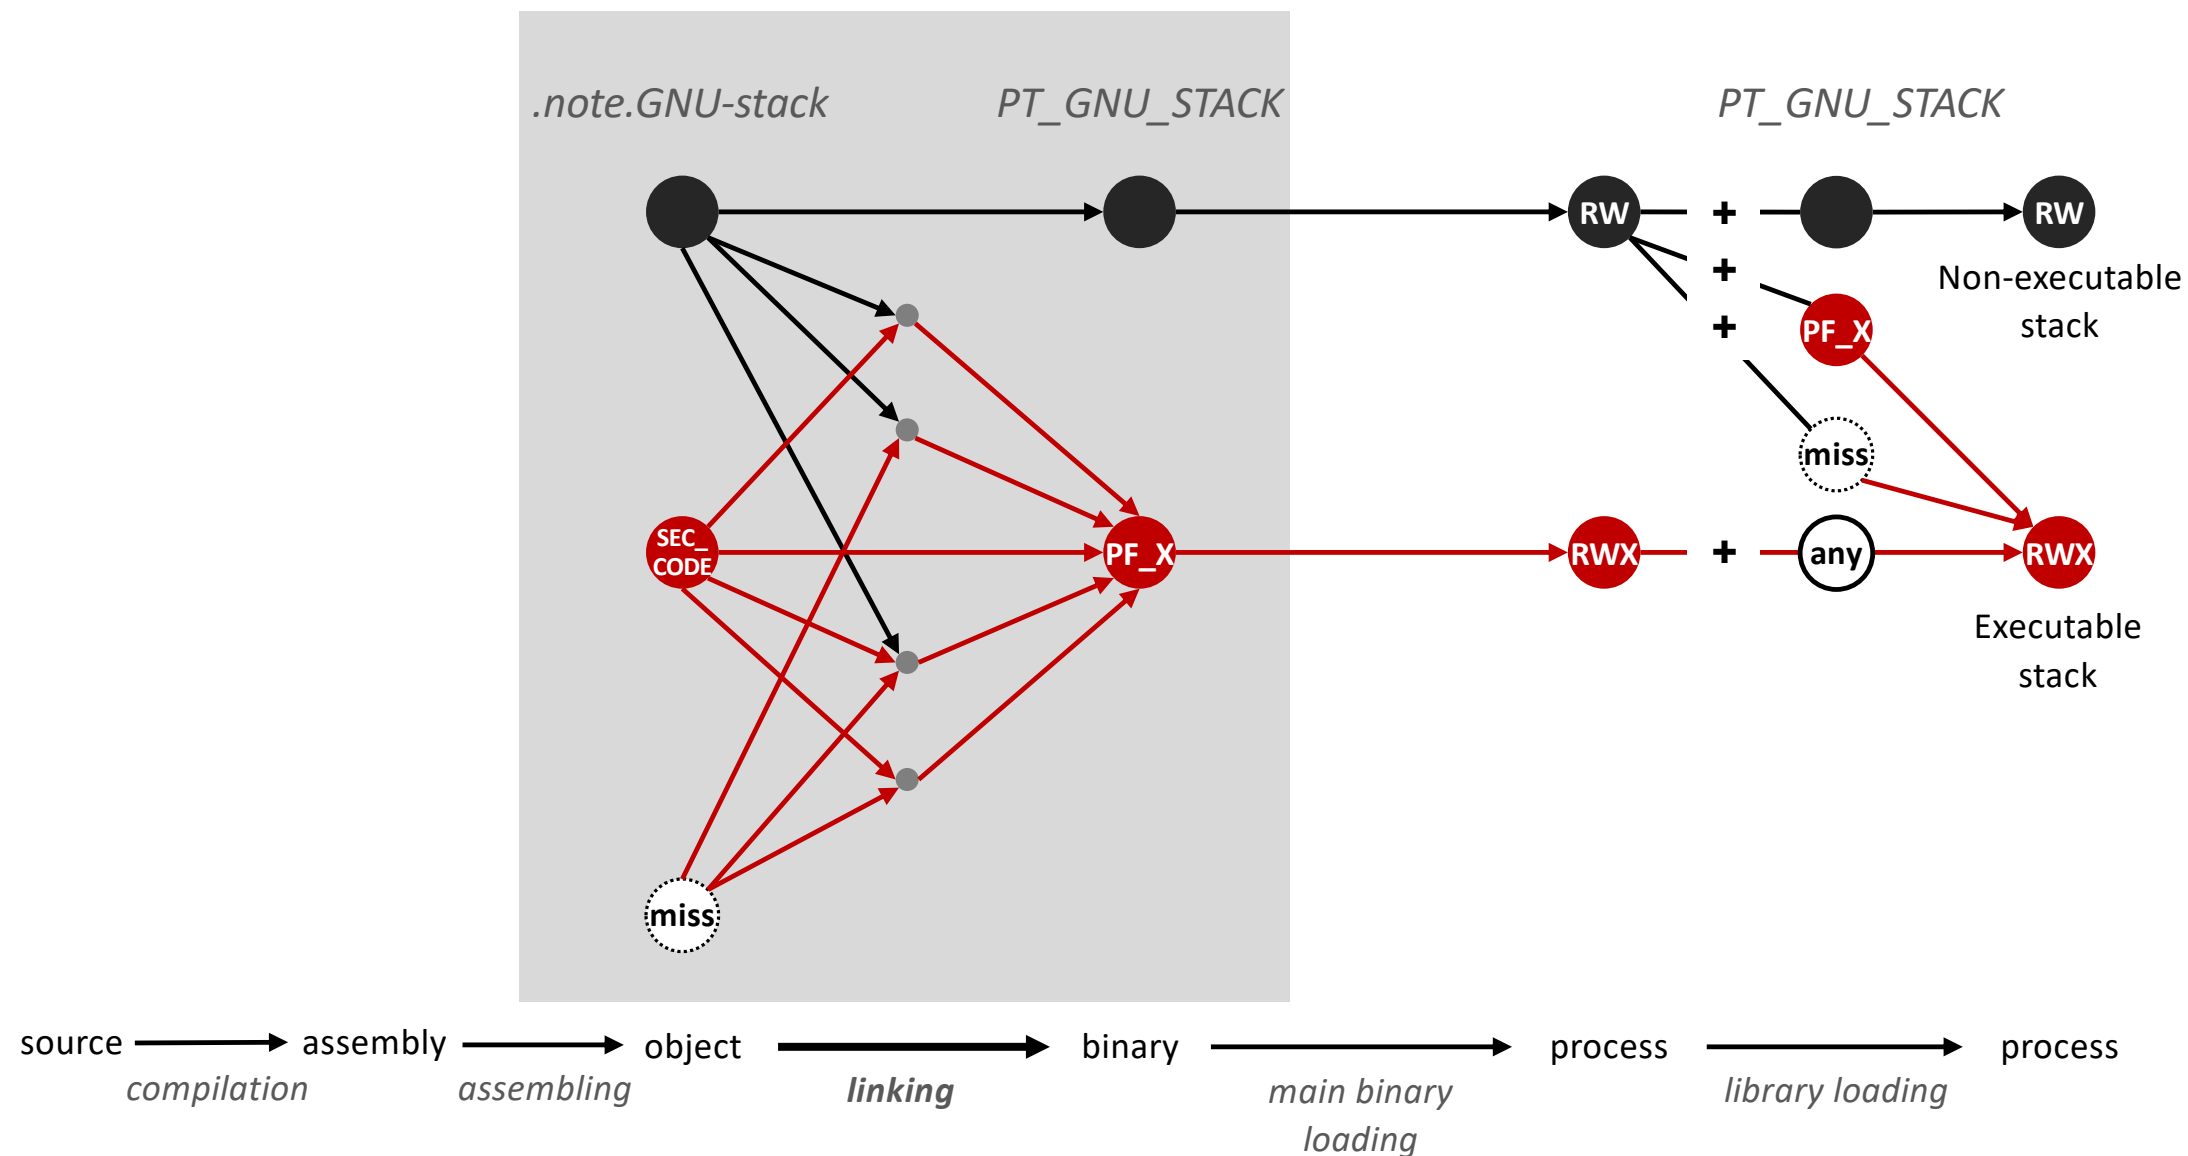 .note.GNU-stack
PT_GNU_STACK
PT_GNU_STACK
RW
+
RW
+
Non-executable
stack
+
PF_X
miss
SEC_
CODE
PF_X
RWX
+
any
RWX
Executable
stack
miss
source
assembly
object
binary
process
process
compilation
assembling
linking
main binary
loading
library loading